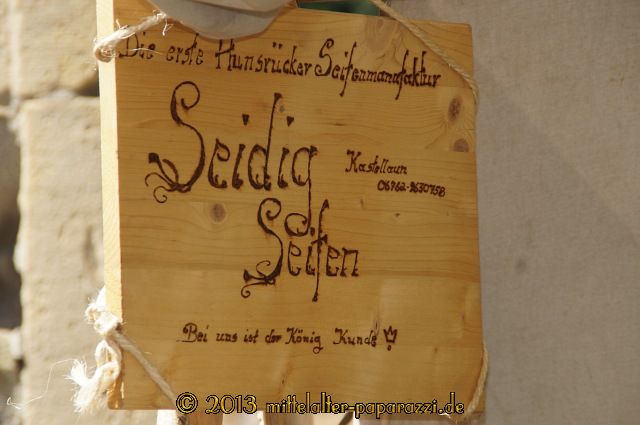 Die erste Hunsrücker Seifenmanufaktur
Seidig
Kastellaun
06762-9630758
Seifen
Bei uns ist der König Kunde!
© 2013 mittelalter-paparazzi.de